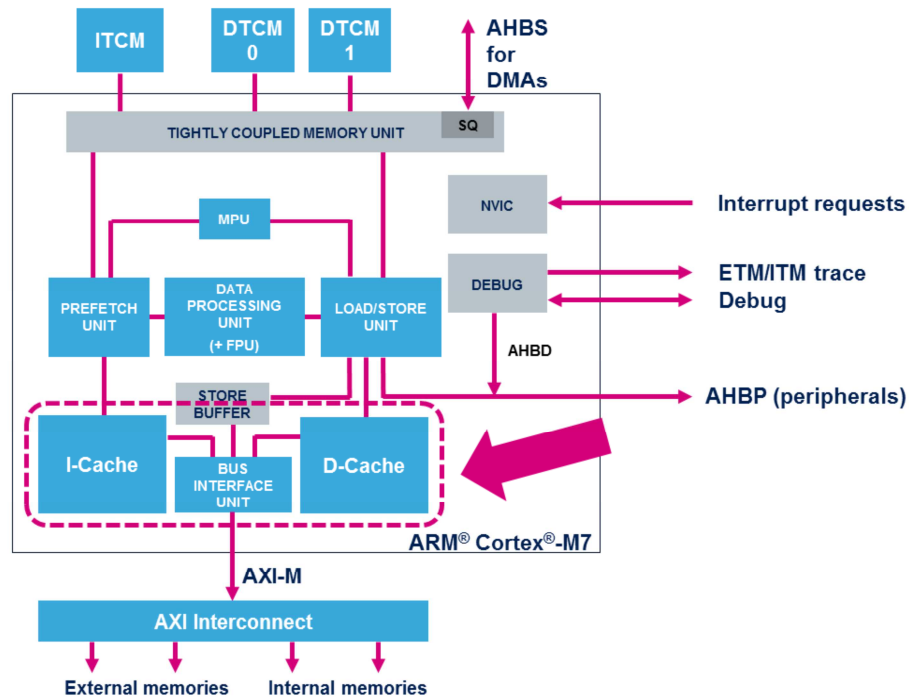 ITCM
DTCM
0
DTCM
1
AHBS
for
DMAs
TIGHTLY COUPLED MEMORY UNIT
SQ
MPU
NVIC
Interrupt requests
PREFETCH
UNIT
DATA
PROCESSING
UNIT
(+ FPU)
LOAD/STORE
UNIT
DEBUG
ETM/ITM trace
Debug
AHBD
STORE
BUFFER
AHBP (peripherals)
I-Cache
BUS
INTERFACE
UNIT
D-Cache
ARM® Cortex®-M7
AXI-M
AXI Interconnect
External memories
Internal memories